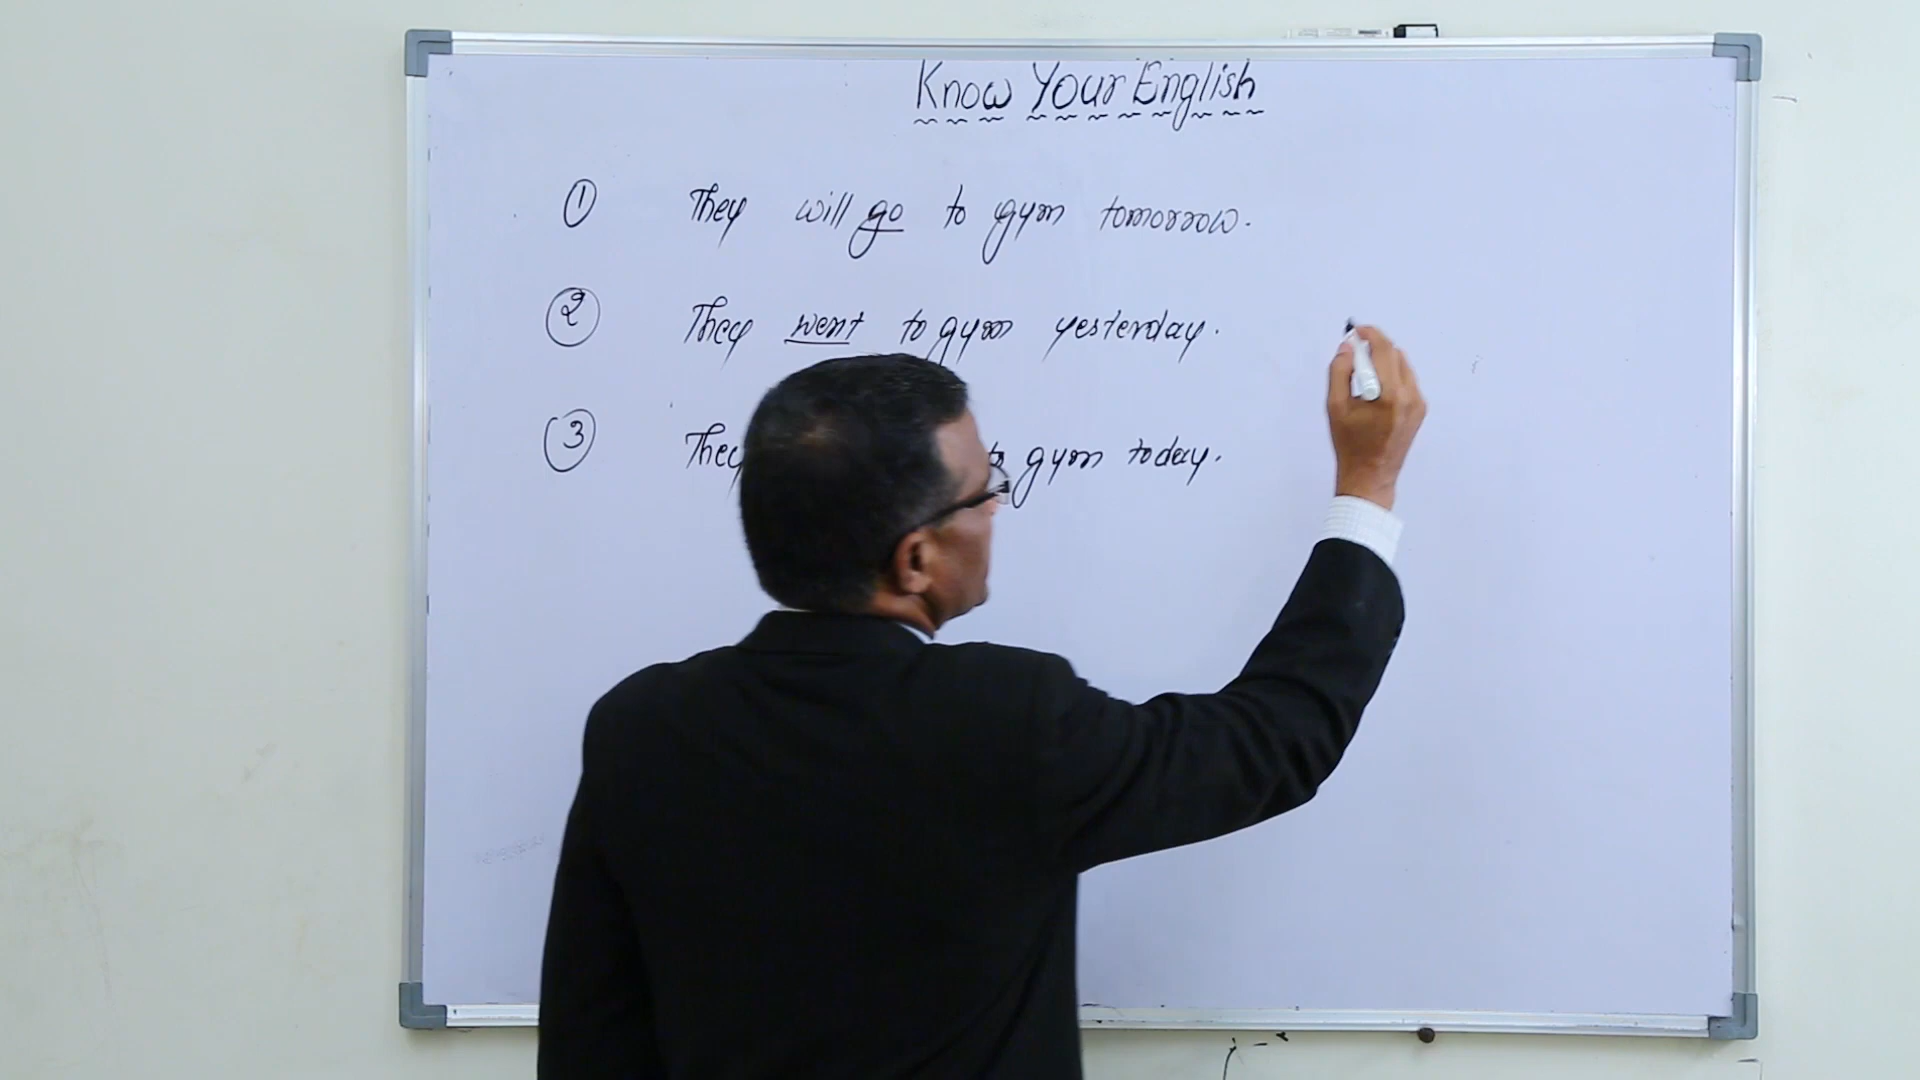 Know Your English
① They will go to gym tomorrow.
② They went to gym yesterday.
③ They to gym today.